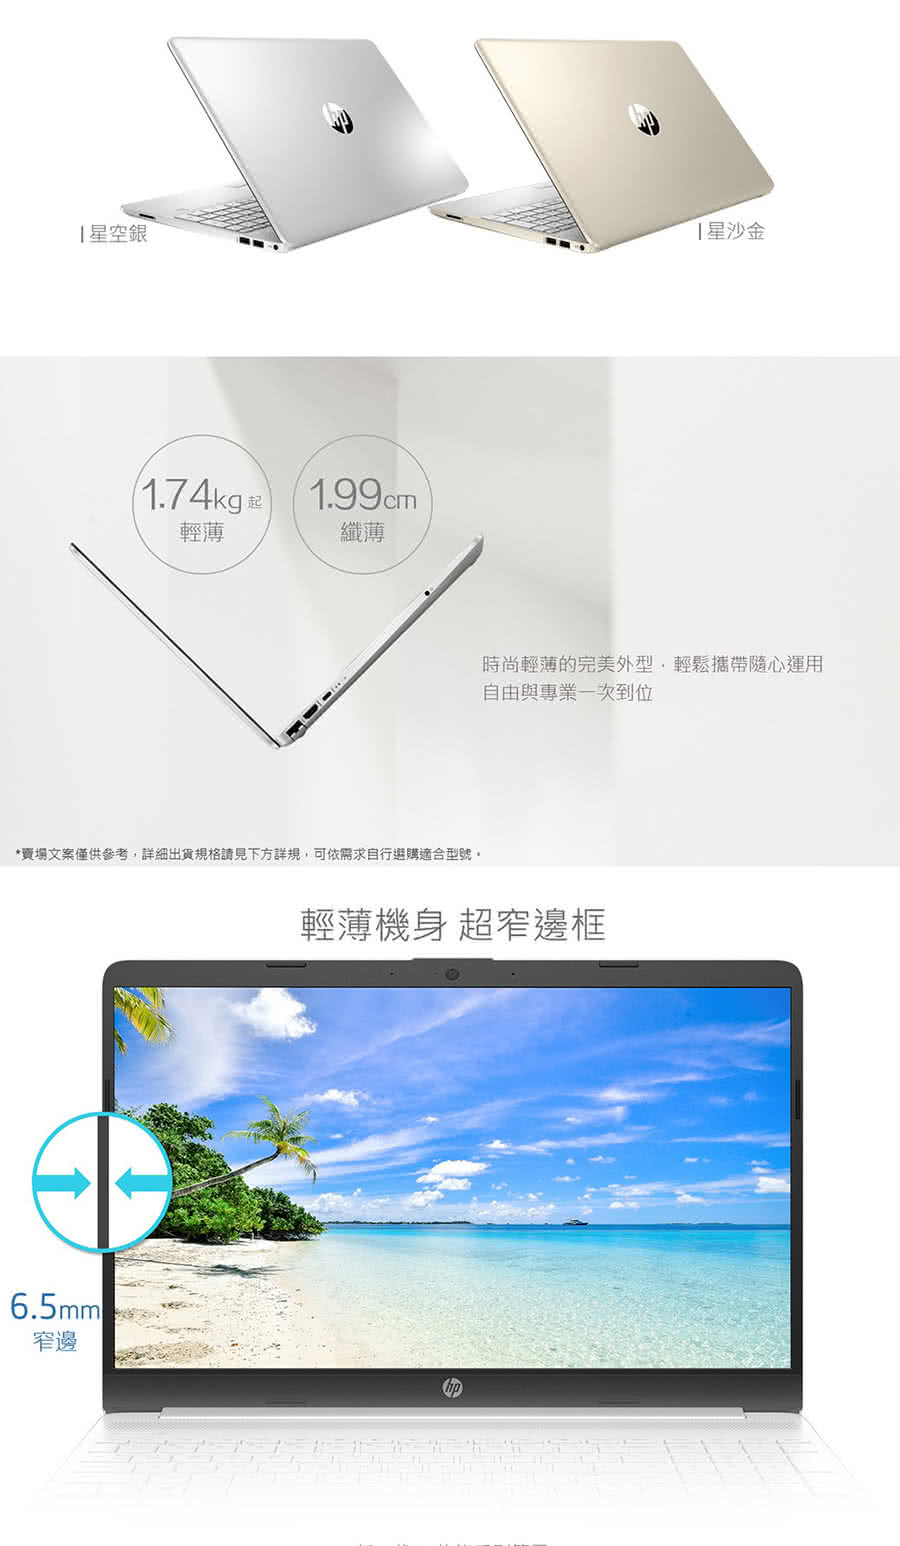 hp
hp
| 星空銀
| 星沙金
1.74kg 起
輕薄
1.99cm
纖薄
時尚輕薄的完美外型，輕鬆攜帶隨心運用
自由與專業一次到位
*賣場文案僅供參考，詳細出貨規格請見下方詳規，可依需求自行選購適合型號。
輕薄機身 超窄邊框
6.5mm
窄邊
hp